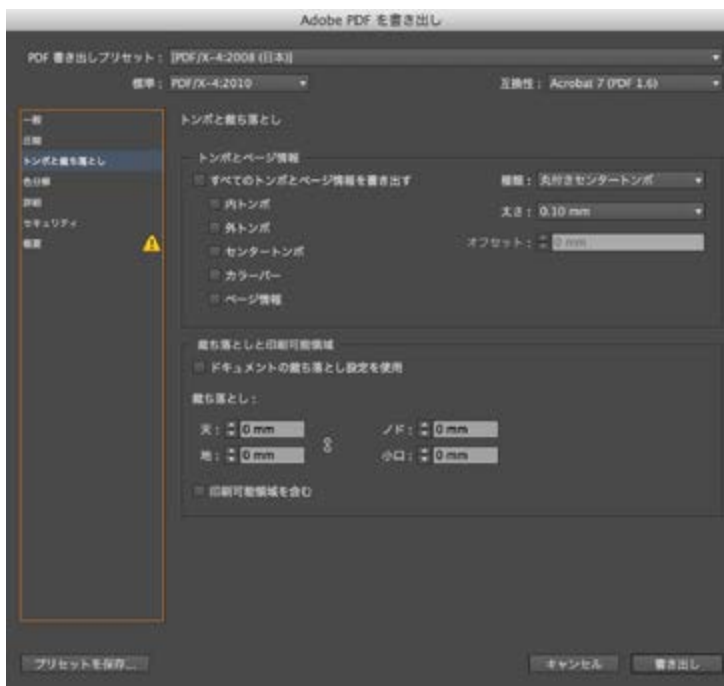 Adobe PDF を書き出し
PDF 書き出しプリセット： [PDF/X-4:2008 (日本)]
標準： PDF/X-4:2010
互換性： Acrobat 7 (PDF 1.6)
一般
圧縮
トンボと裁ち落とし
色分解
詳細
セキュリティ
概要
トンボと裁ち落とし
トンボとページ情報
すべてのトンボとページ情報を書き出す
内トンボ
外トンボ
センタートンボ
カラーバー
ページ情報
種類： 丸付きセンタートンボ
太さ： 0.10 mm
オフセット： 0 mm
裁ち落としと印刷可能領域
ドキュメントの裁ち落とし設定を使用
裁ち落とし：
天： 0 mm
ノド： 0 mm
地： 0 mm
小口： 0 mm
印刷可能領域を含む
プリセットを保存...
キャンセル
書き出し